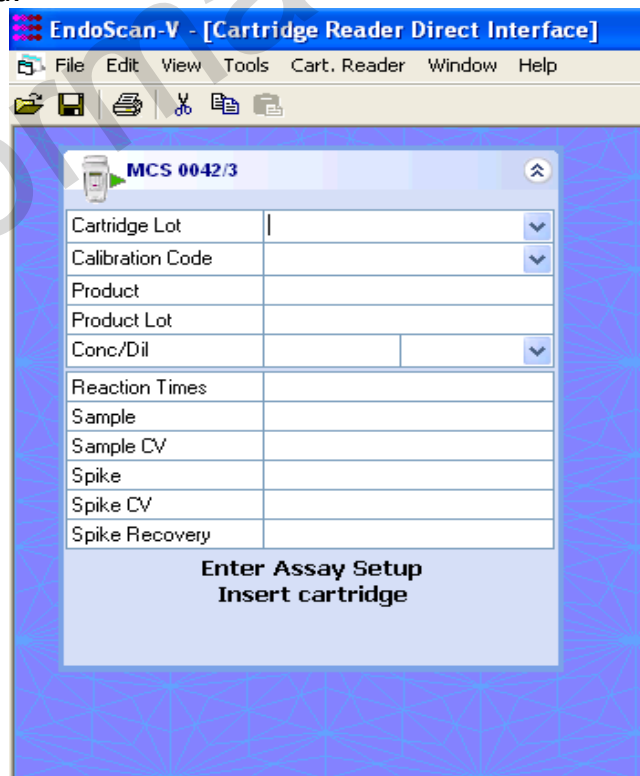 EndoScan-V - [Cartridge Reader Direct Interface]
File Edit View Tools Cart. Reader Window Help
MCS 0042/3
Cartridge Lot
Calibration Code
Product
Product Lot
Conc/Dil
Reaction Times
Sample
Sample CV
Spike
Spike CV
Spike Recovery
Enter Assay Setup
Insert cartridge